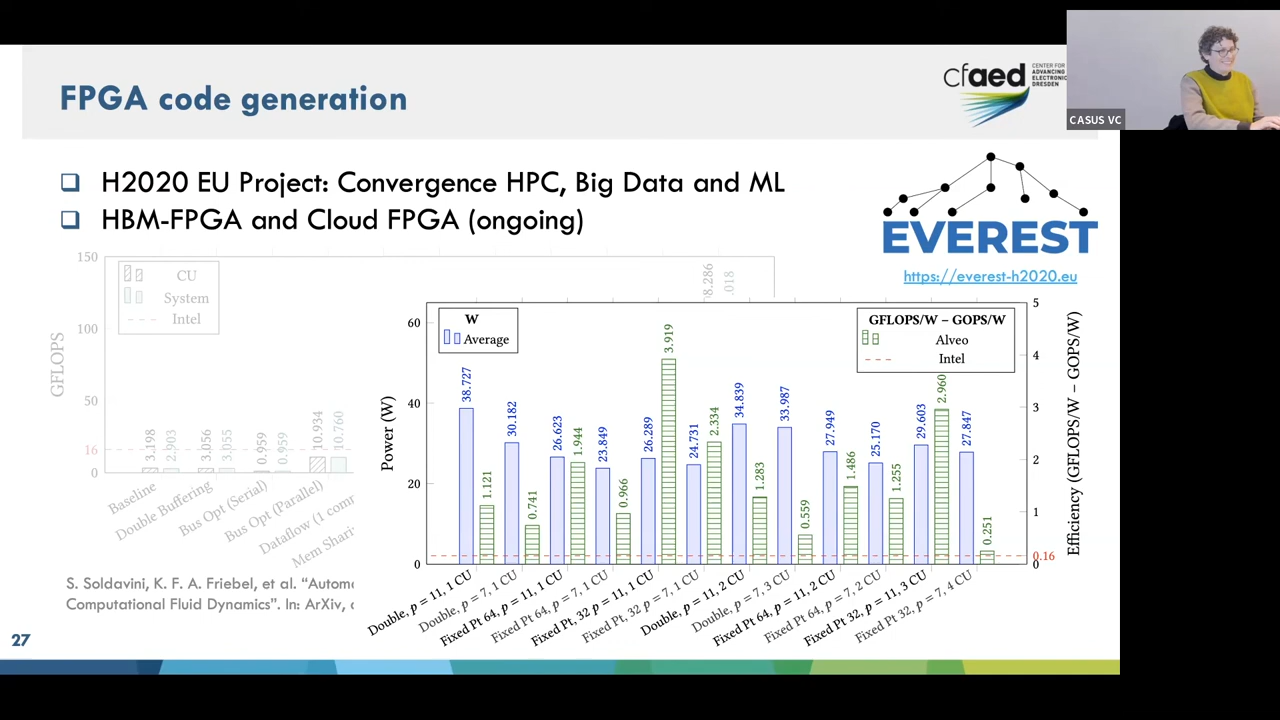 FPGA code generation
cfaed
CENTER FOR
ADVANCING
ELECTRONICS
DRESDEN
CASUS VC
H2020 EU Project: Convergence HPC, Big Data and ML
HBM-FPGA and Cloud FPGA (ongoing)
EVEREST
https://everest-h2020.eu
150
100
50
16
0
GFLOPS
CU
System
Intel
3.198
2.903
3.056
3.055
0.959
0.959
10.934
10.760
8.286
.018
Baseline
Double Buffering
Bus Opt (Serial)
Bus Opt (Parallel)
Dataflow (1 com
Mem Shari
W
Average
GFLOPS/W – GOPS/W
Alveo
Intel
Power (W)
60
40
20
0
38.727
1.121
30.182
0.741
26.623
1.944
23.849
0.966
26.289
3.919
24.731
2.334
34.839
1.283
33.987
0.559
27.949
1.486
25.170
1.255
29.603
2.960
27.847
0.251
5
4
3
2
1
0.16
0
Efficiency (GFLOPS/W – GOPS/W)
Double, p = 11, 1 CU
Double, p = 7, 1 CU
Fixed Pt 64, p = 11, 1 CU
Fixed Pt 64, p = 7, 1 CU
Fixed Pt, 32 p = 11, 1 CU
Fixed Pt, 32 p = 7, 1 CU
Double, p = 11, 2 CU
Double, p = 7, 3 CU
Fixed Pt 64, p = 11, 2 CU
Fixed Pt 64, p = 7, 2 CU
Fixed Pt 32, p = 11, 3 CU
Fixed Pt 32, p = 7, 4 CU
S. Soldavini, K. F. A. Friebel, et al. “Automa
Computational Fluid Dynamics”. In: ArXiv,
27